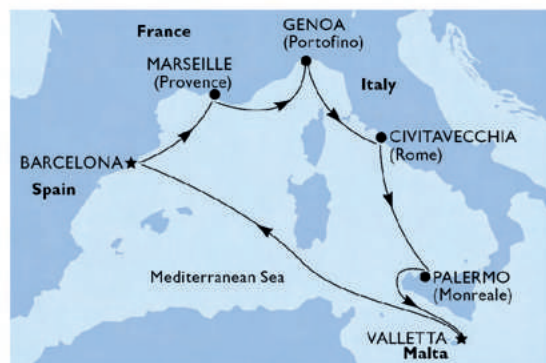 France
GENOA
(Portofino)
MARSEILLE
(Provence)
Italy
CIVITAVECCHIA
(Rome)
BARCELONA
Spain
Mediterranean Sea
PALERMO
(Monreale)
VALLETTA
Malta